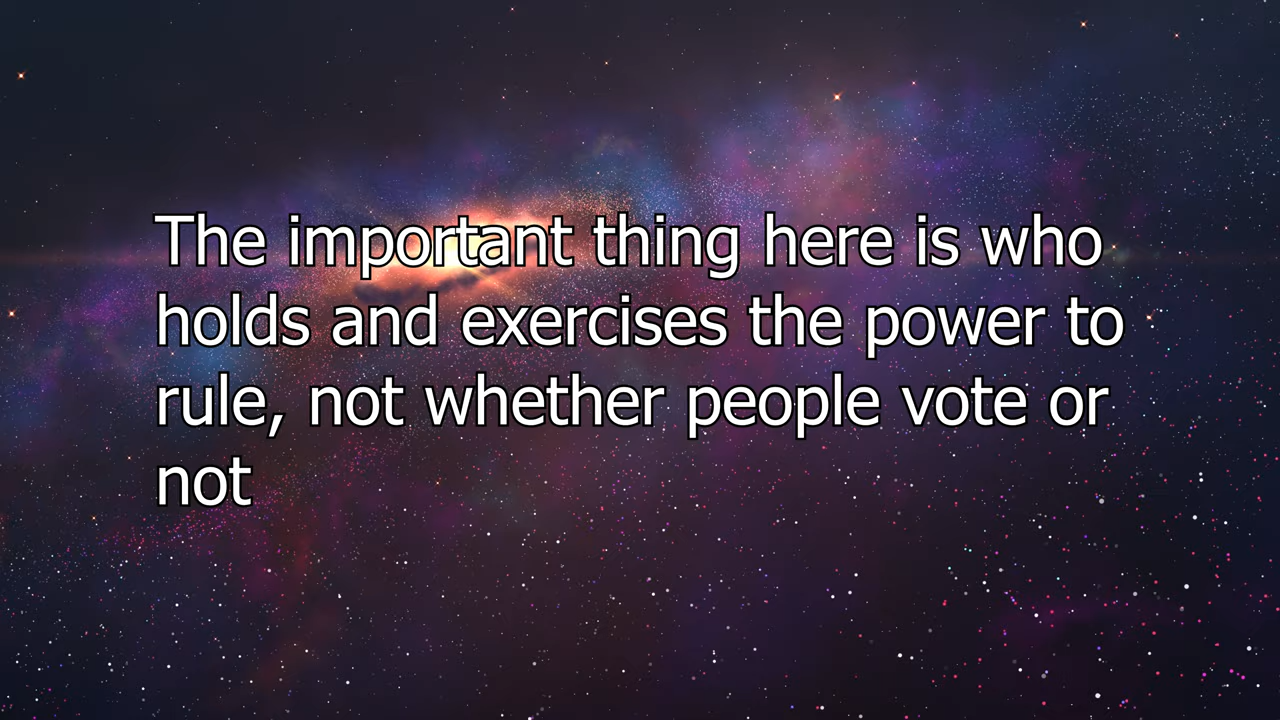 The important thing here is who
holds and exercises the power to
rule, not whether people vote or
not